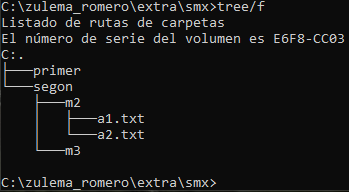 C:\zulema_romero\extra\smx>tree/f
Listado de rutas de carpetas
El número de serie del volumen es E6F8-CC03
C:.
├───primer
└───segon
    ├───m2
    │   ├───a1.txt
    │   └───a2.txt
    └───m3
C:\zulema_romero\extra\smx>